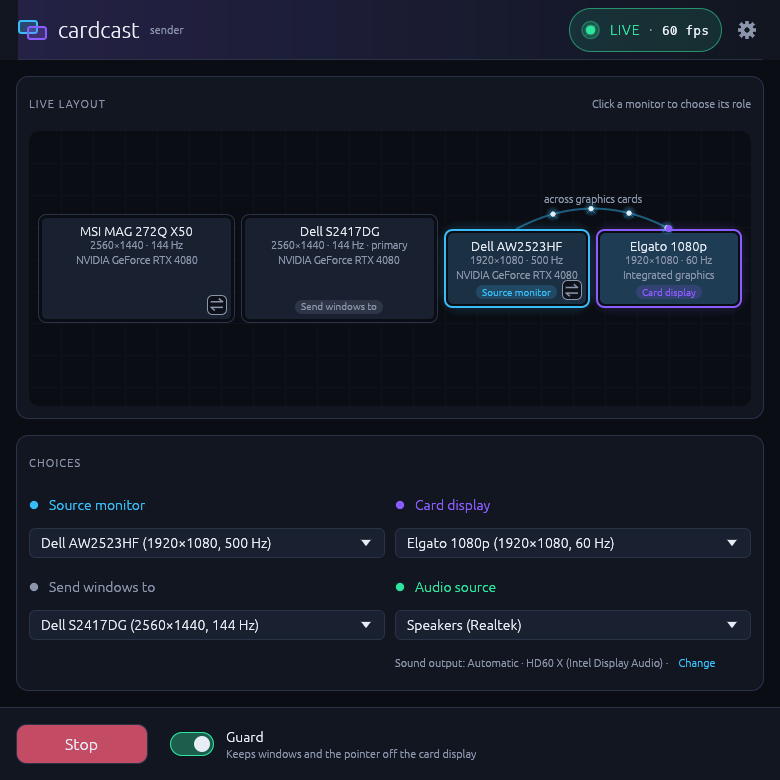 cardcast sender
LIVE · 60 fps
LIVE LAYOUT
Click a monitor to choose its role
across graphics cards
MSI MAG 272Q X50
2560×1440 · 144 Hz
NVIDIA GeForce RTX 4080
Dell S2417DG
2560×1440 · 144 Hz · primary
NVIDIA GeForce RTX 4080
Send windows to
Dell AW2523HF
1920×1080 · 500 Hz
NVIDIA GeForce RTX 4080
Source monitor
Elgato 1080p
1920×1080 · 60 Hz
Integrated graphics
Card display
CHOICES
Source monitor
Dell AW2523HF (1920×1080, 500 Hz)
Card display
Elgato 1080p (1920×1080, 60 Hz)
Send windows to
Dell S2417DG (2560×1440, 144 Hz)
Audio source
Speakers (Realtek)
Sound output: Automatic · HD60 X (Intel Display Audio) · Change
Stop
Guard
Keeps windows and the pointer off the card display